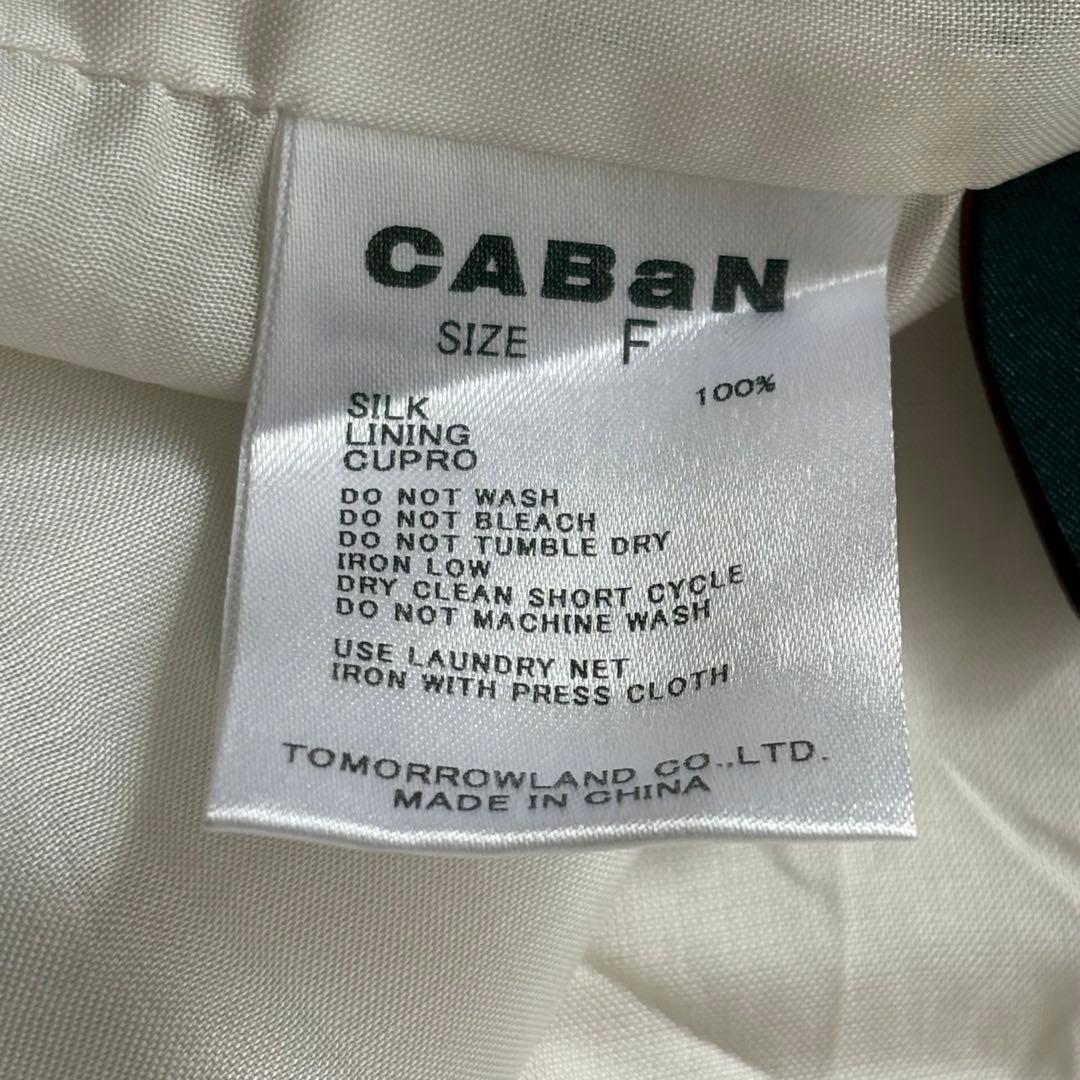 CABaN
SIZE F
SILK 100%
LINING
CUPRO
DO NOT WASH
DO NOT BLEACH
DO NOT TUMBLE DRY
IRON LOW
DRY CLEAN SHORT CYCLE
DO NOT MACHINE WASH
USE LAUNDRY NET
IRON WITH PRESS CLOTH
TOMORROWLAND CO.,LTD.
MADE IN CHINA